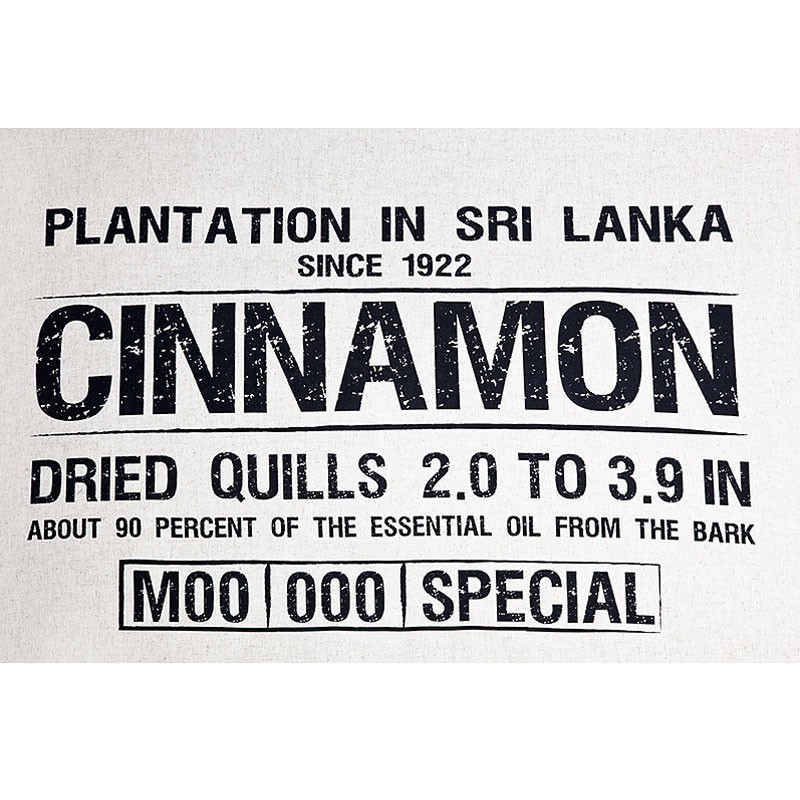 PLANTATION IN SRI LANKA
SINCE 1922
CINNAMON
DRIED QUILLS 2.0 TO 3.9 IN
ABOUT 90 PERCENT OF THE ESSENTIAL OIL FROM THE BARK
M00 000 SPECIAL